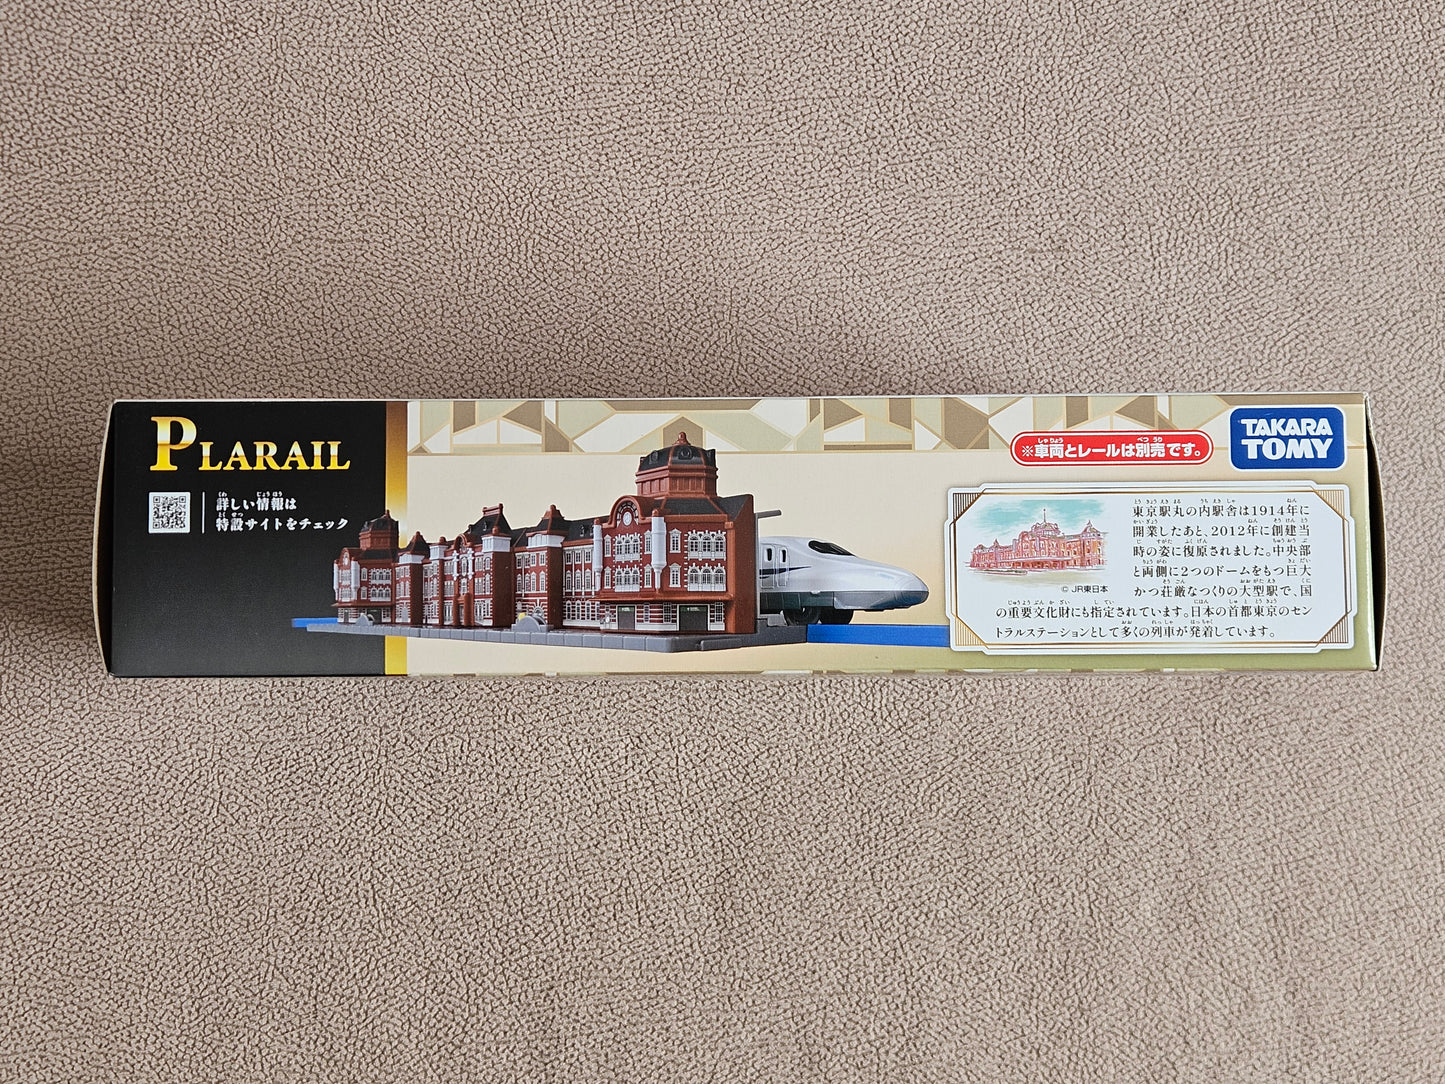 PLARAIL
詳しい情報は
特設サイトをチェック
※車両とレールは別売です。
TAKARA
TOMY
東京駅丸の内駅舎は1914年に
開業したあと、2012年に創建当
時の姿に復原されました。中央部
と両側に2つのドームをもつ巨大
かつ荘厳なつくりの大型駅で、国
の重要文化財にも指定されています。日本の首都東京のセン
トラルステーションとして多くの列車が発着しています。
© JR東日本